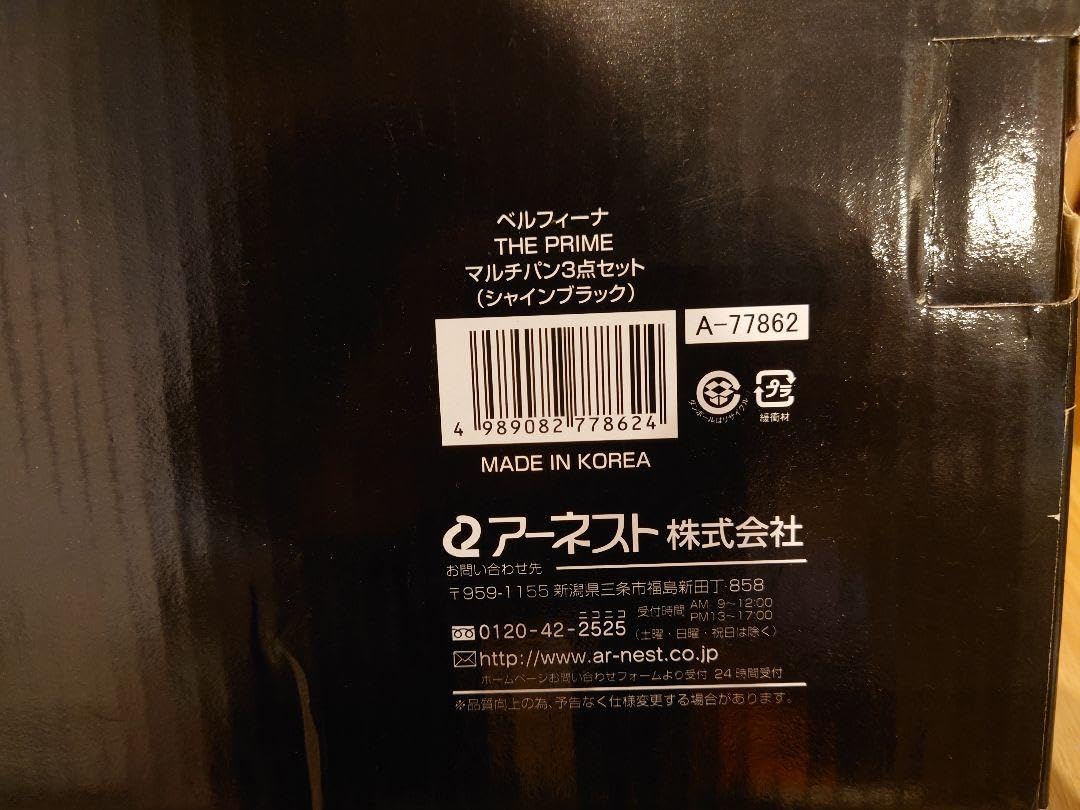 ベルフィーナ
THE PRIME
マルチパン3点セット
(シャインブラック)
A-77862
4 989082 778624
ダンボールはリサイクル
プラ
緩衝材
MADE IN KOREA
アーネスト株式会社
お問い合わせ先
〒959-1155 新潟県三条市福島新田丁858
ニコニコ
0120-42-2525 受付時間 AM 9~12:00 PM13~17:00
(土曜・日曜・祝日は除く)
http://www.ar-nest.co.jp
ホームページお問い合わせフォームより受付 24時間受付
※品質向上の為、予告なく仕様変更する場合があります。